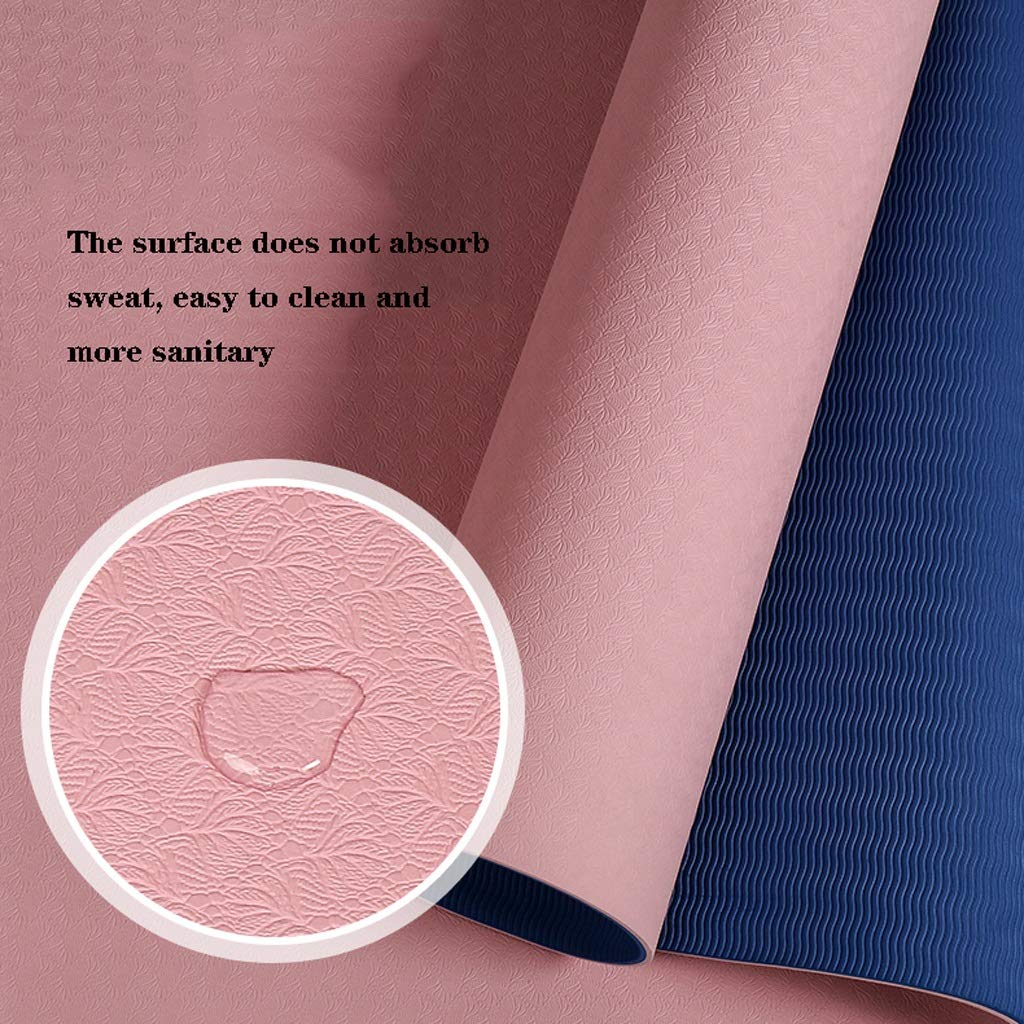 The surface does not absorb
sweat, easy to clean and
more sanitary